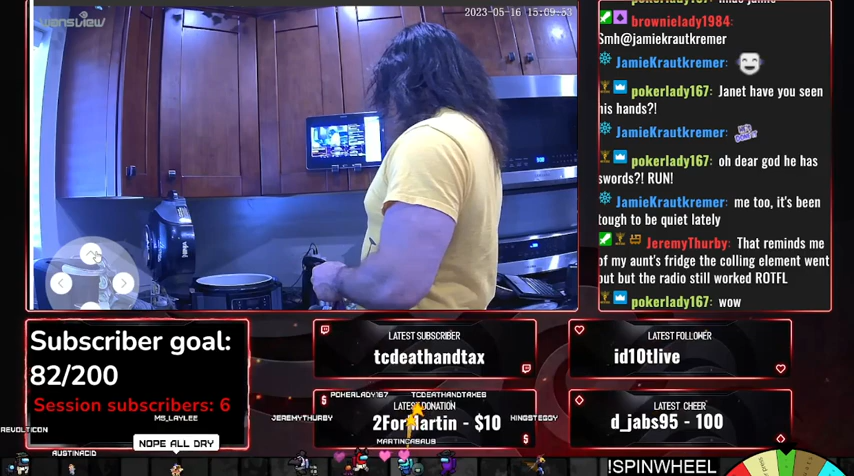 wansview
2023-05-16 15:09:53
brownielady1984:
Smh@jamiekrautkremer
JamieKrautkremer:
pokerlady167: Janet have you seen
his hands?!
JamieKrautkremer:
pokerlady167: oh dear god he has
swords?! RUN!
JamieKrautkremer: me too, it's been
tough to be quiet lately
JeremyThurby: That reminds me
of my aunt's fridge the colling element went
out but the radio still worked ROTFL
pokerlady167: wow
Subscriber goal:
82/200
Session subscribers: 6
LATEST SUBSCRIBER
tcdeathandtax
LATEST FOLLOWER
id10tlive
LATEST DONATION
2ForMartin - $10
LATEST CHEER
d_jabs95 - 100
POKERLADY167
TCDEATHANDTAXES
MS_LAYLEE
JEREMYTHURBY
KINGSTEGGY
REVOLTICON
MARTINCABAUB
NOPE ALL DRY
AUSTINACID
!SPINWHEEL